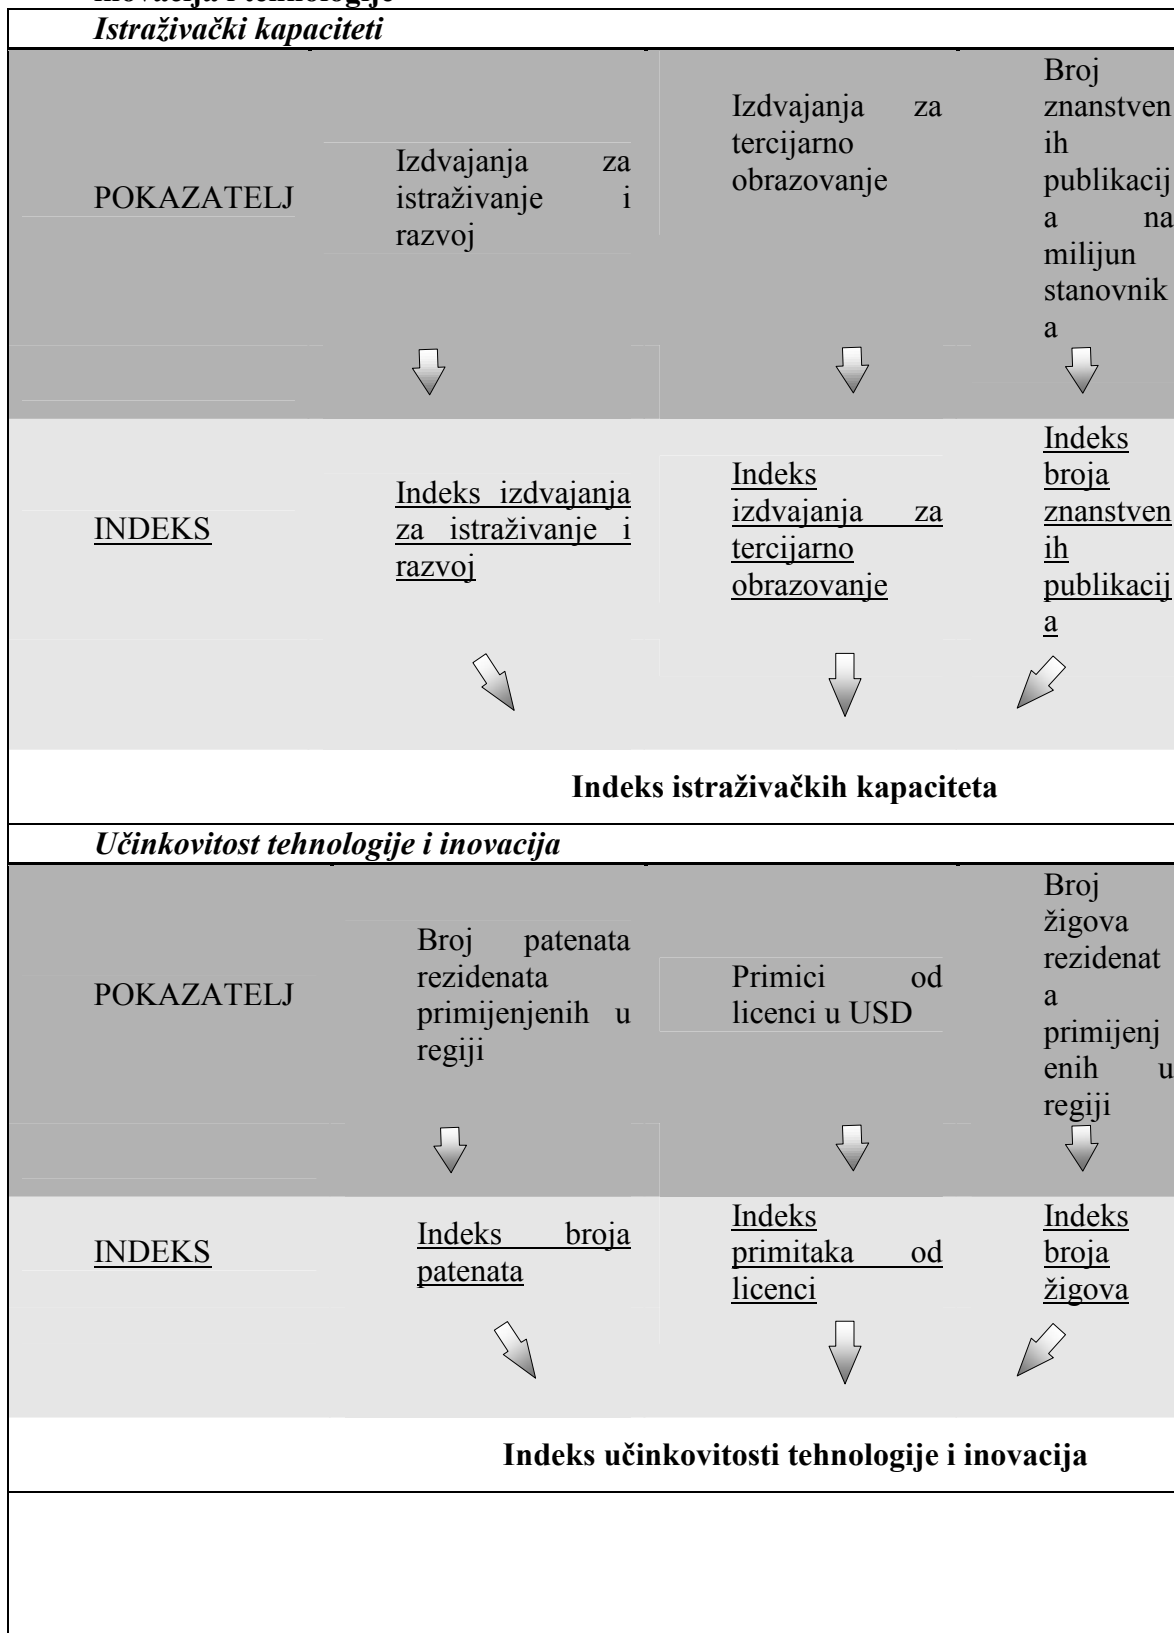 Istraživački kapaciteti
POKAZATELJ
Izdvajanja za
istraživanje i
razvoj
Izdvajanja za
tercijarno
obrazovanje
Broj
znanstven
ih
publikacij
a na
milijun
stanovnik
a
INDEKS
Indeks izdvajanja
za istraživanje i
razvoj
Indeks
izdvajanja za
tercijarno
obrazovanje
Indeks
broja
znanstven
ih
publikacij
a
Indeks istraživačkih kapaciteta
Učinkovitost tehnologije i inovacija
POKAZATELJ
Broj patenata
rezidenata
primijenjenih u
regiji
Primici od
licenci u USD
Broj
žigova
rezidenat
a
primijenj
enih u
regiji
INDEKS
Indeks broja
patenata
Indeks
primitaka od
licenci
Indeks
broja
žigova
Indeks učinkovitosti tehnologije i inovacija